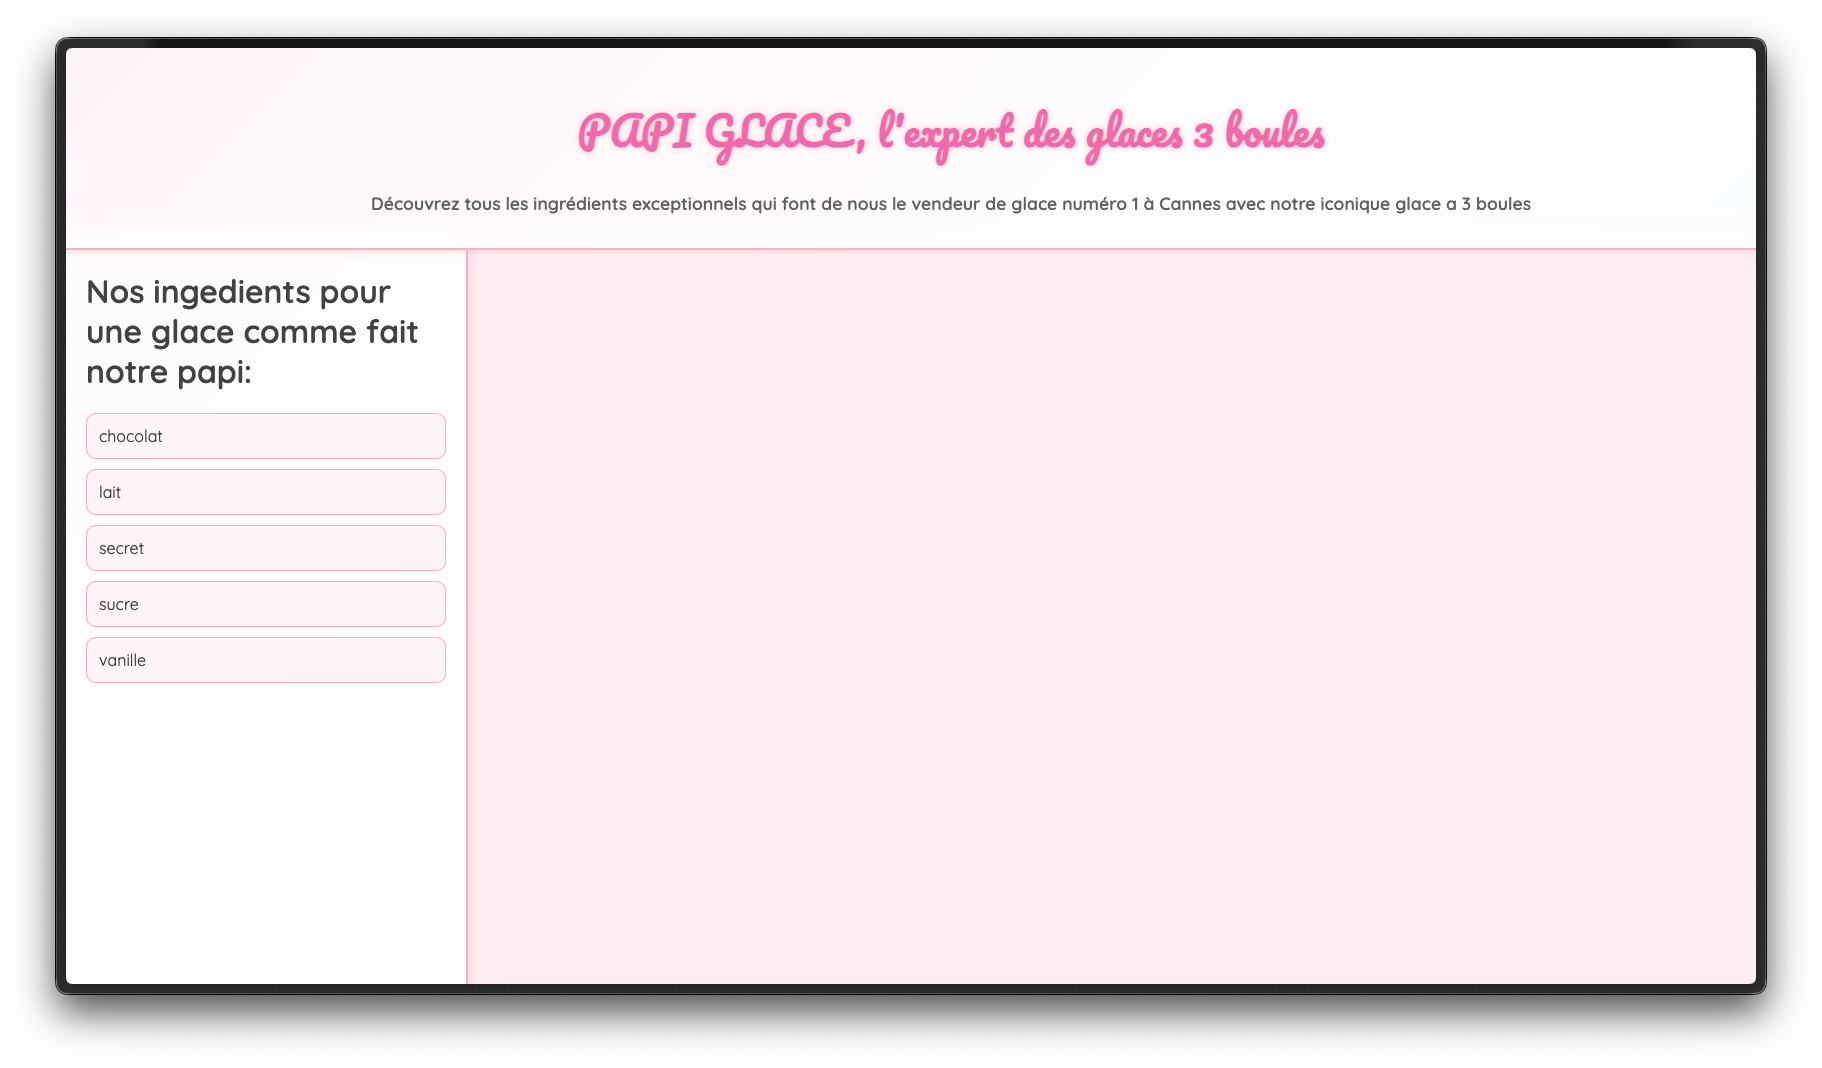 PAPI GLACE, l'expert des glaces 3 boules
Découvrez tous les ingrédients exceptionnels qui font de nous le vendeur de glace numéro 1 à Cannes avec notre iconique glace a 3 boules
Nos ingedients pour
une glace comme fait
notre papi:
chocolat
lait
secret
sucre
vanille